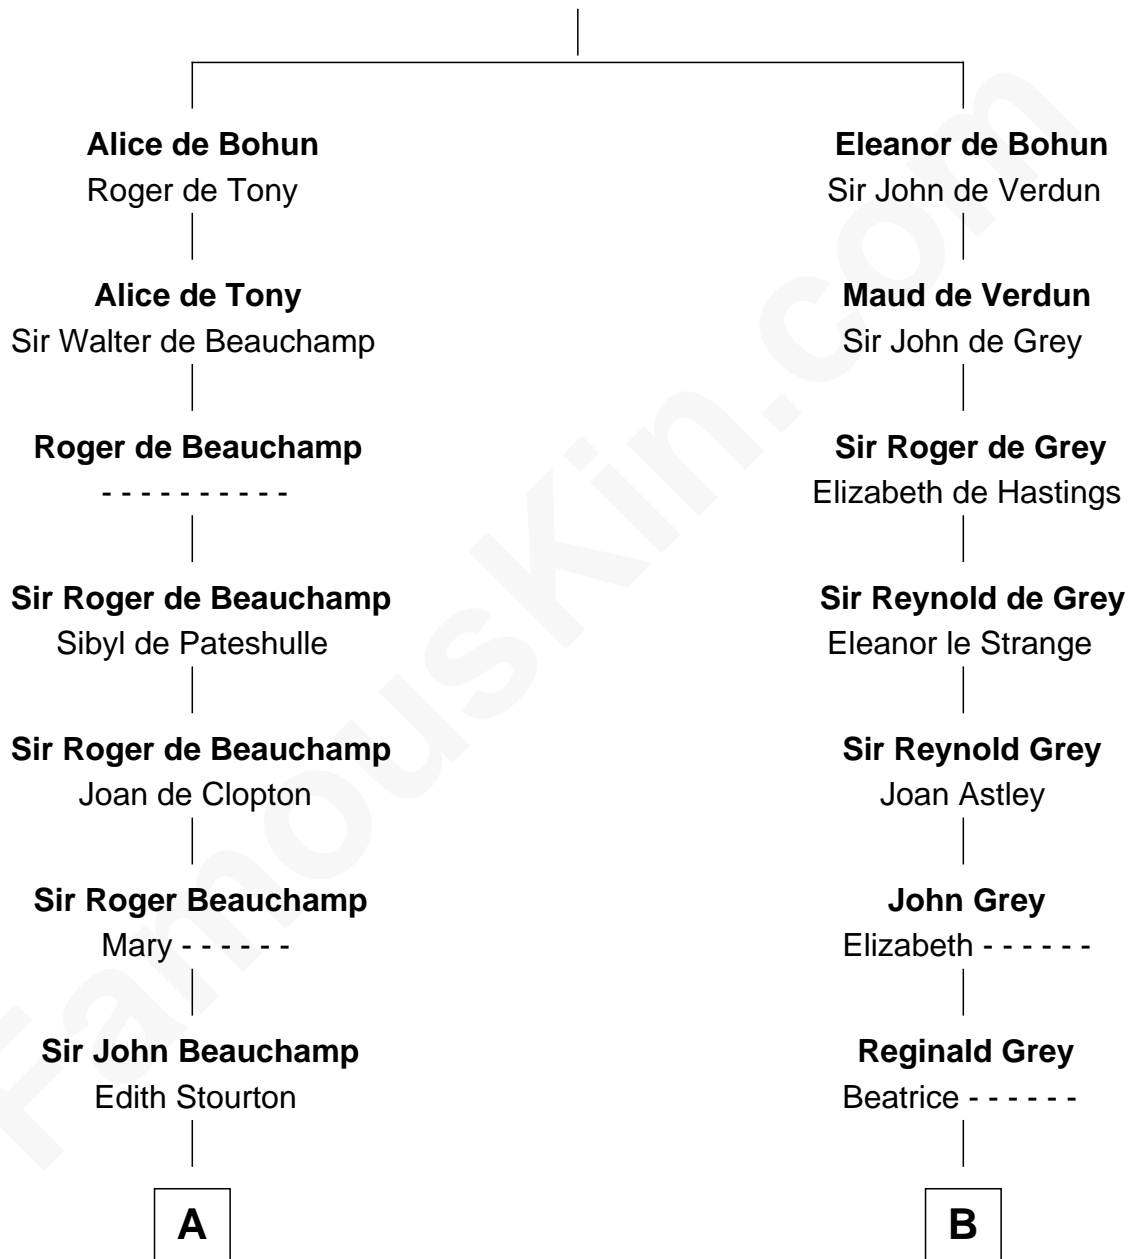 Alice de Bohun
Roger de Tony
Alice de Tony
Sir Walter de Beauchamp
Roger de Beauchamp
- - - - - - - - - -
Sir Roger de Beauchamp
Sibyl de Pateshulle
Sir Roger de Beauchamp
Joan de Clopton
Sir Roger Beauchamp
Mary - - - - - -
Sir John Beauchamp
Edith Stourton
A
Eleanor de Bohun
Sir John de Verdun
Maud de Verdun
Sir John de Grey
Sir Roger de Grey
Elizabeth de Hastings
Sir Reynold de Grey
Eleanor le Strange
Sir Reynold Grey
Joan Astley
John Grey
Elizabeth - - - - - -
Reginald Grey
Beatrice - - - - - -
B
FamousKin.com